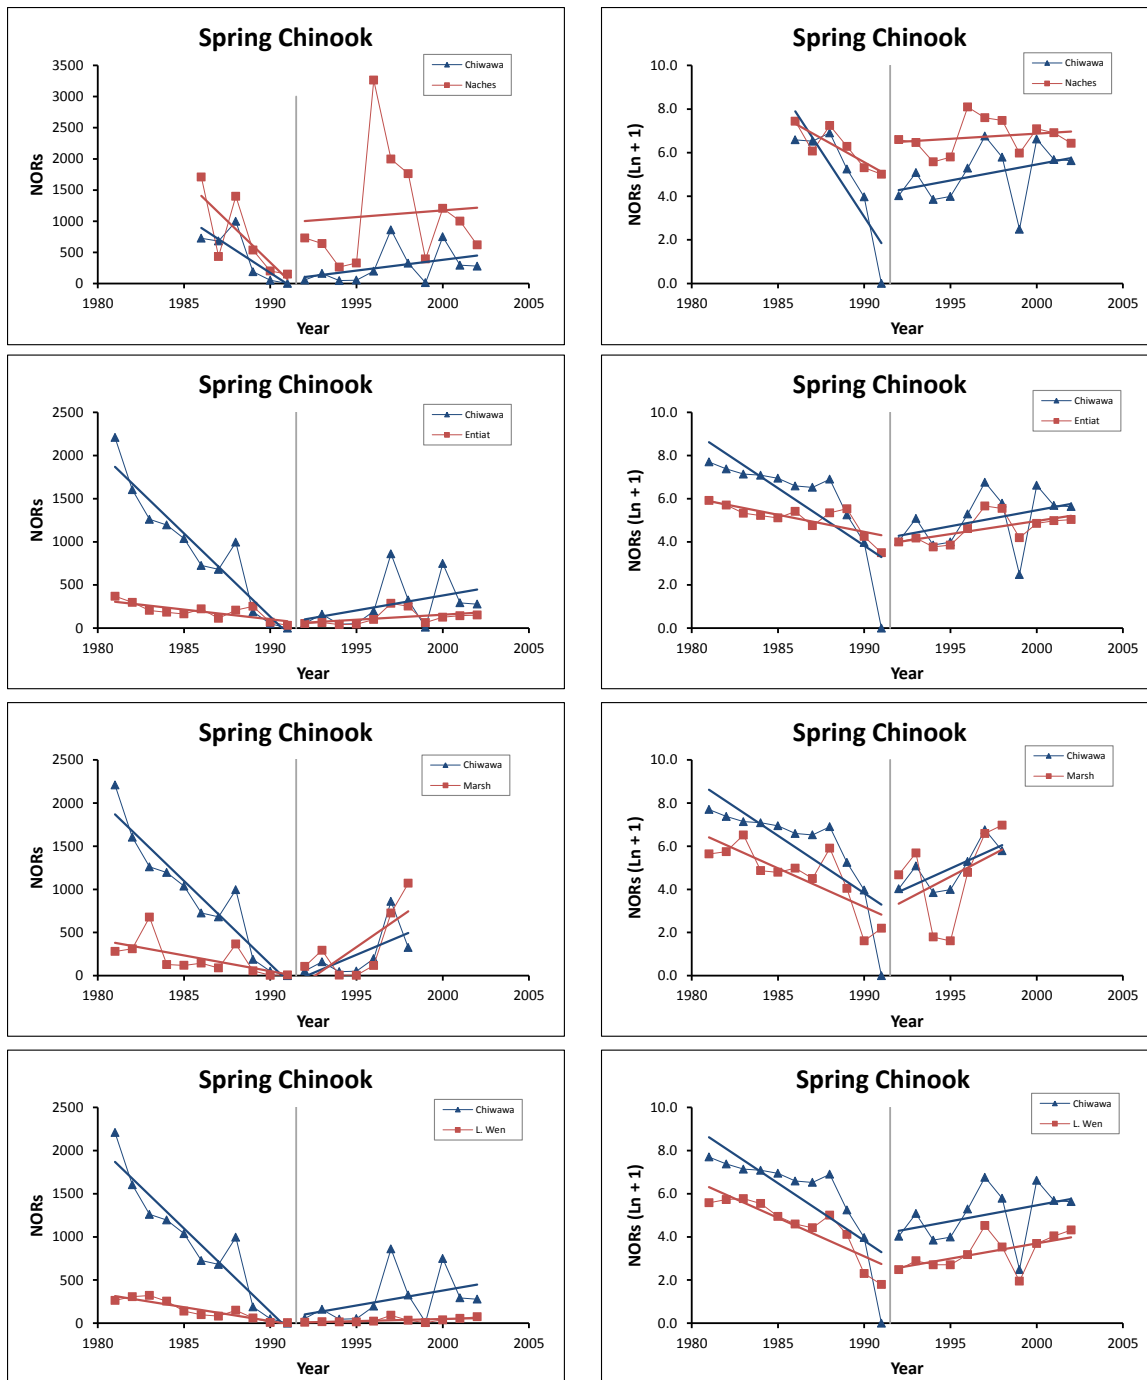 Spring Chinook
Chiwawa
Naches
NORs
3500
3000
2500
2000
1500
1000
500
0
1980 1985 1990 1995 2000 2005
Year
Spring Chinook
Chiwawa
Naches
NORs (Ln + 1)
10.0
8.0
6.0
4.0
2.0
0.0
1980 1985 1990 1995 2000 2005
Year
Spring Chinook
Chiwawa
Entiat
NORs
2500
2000
1500
1000
500
0
1980 1985 1990 1995 2000 2005
Year
Spring Chinook
Chiwawa
Entiat
NORs (Ln + 1)
10.0
8.0
6.0
4.0
2.0
0.0
1980 1985 1990 1995 2000 2005
Year
Spring Chinook
Chiwawa
Marsh
NORs
2500
2000
1500
1000
500
0
1980 1985 1990 1995 2000 2005
Year
Spring Chinook
Chiwawa
Marsh
NORs (Ln + 1)
10.0
8.0
6.0
4.0
2.0
0.0
1980 1985 1990 1995 2000 2005
Year
Spring Chinook
Chiwawa
L. Wen
NORs
2500
2000
1500
1000
500
0
1980 1985 1990 1995 2000 2005
Year
Spring Chinook
Chiwawa
L. Wen
NORs (Ln + 1)
10.0
8.0
6.0
4.0
2.0
0.0
1980 1985 1990 1995 2000 2005
Year